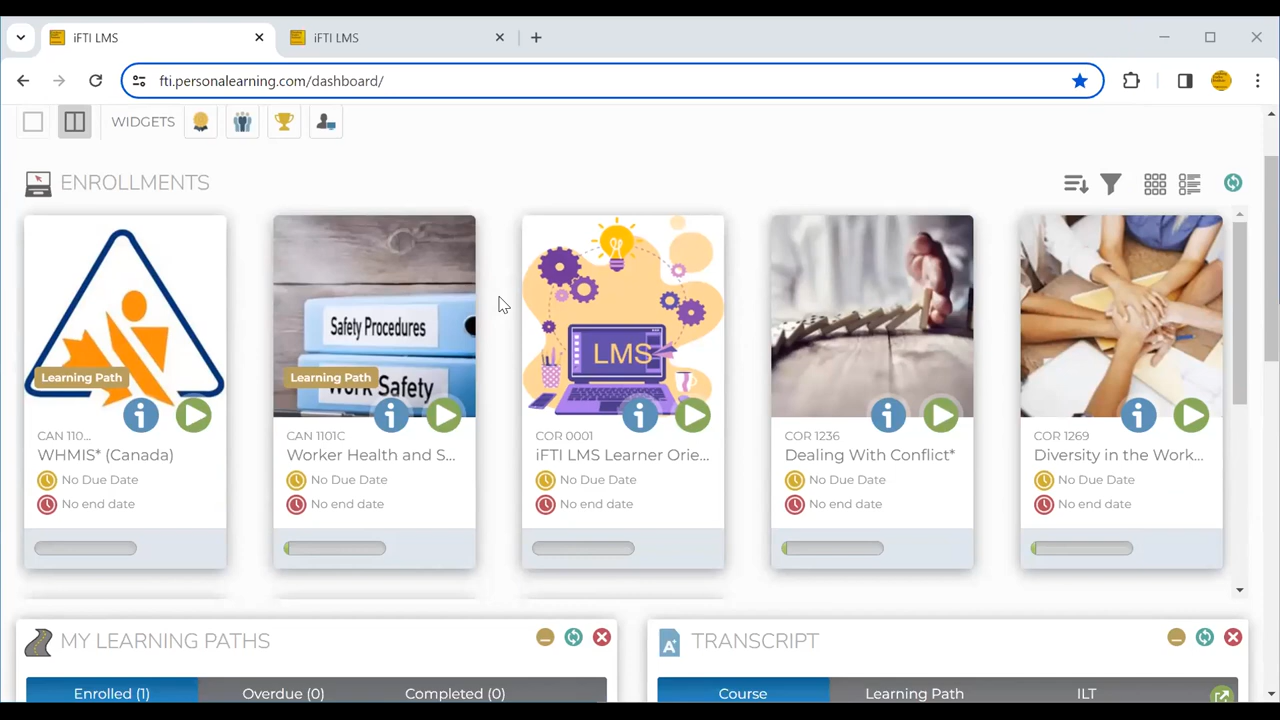 iFTI LMS
iFTI LMS
fti.personalearning.com/dashboard/
WIDGETS
ENROLLMENTS
Safety Procedures
Work Safety
LMS
Learning Path
Learning Path
CAN 110...
WHMIS* (Canada)
No Due Date
No end date
CAN 1101C
Worker Health and S...
No Due Date
No end date
COR 0001
iFTI LMS Learner Orie...
No Due Date
No end date
COR 1236
Dealing With Conflict*
No Due Date
No end date
COR 1269
Diversity in the Work...
No Due Date
No end date
MY LEARNING PATHS
Enrolled (1) Overdue (0) Completed (0)
TRANSCRIPT
Course Learning Path ILT